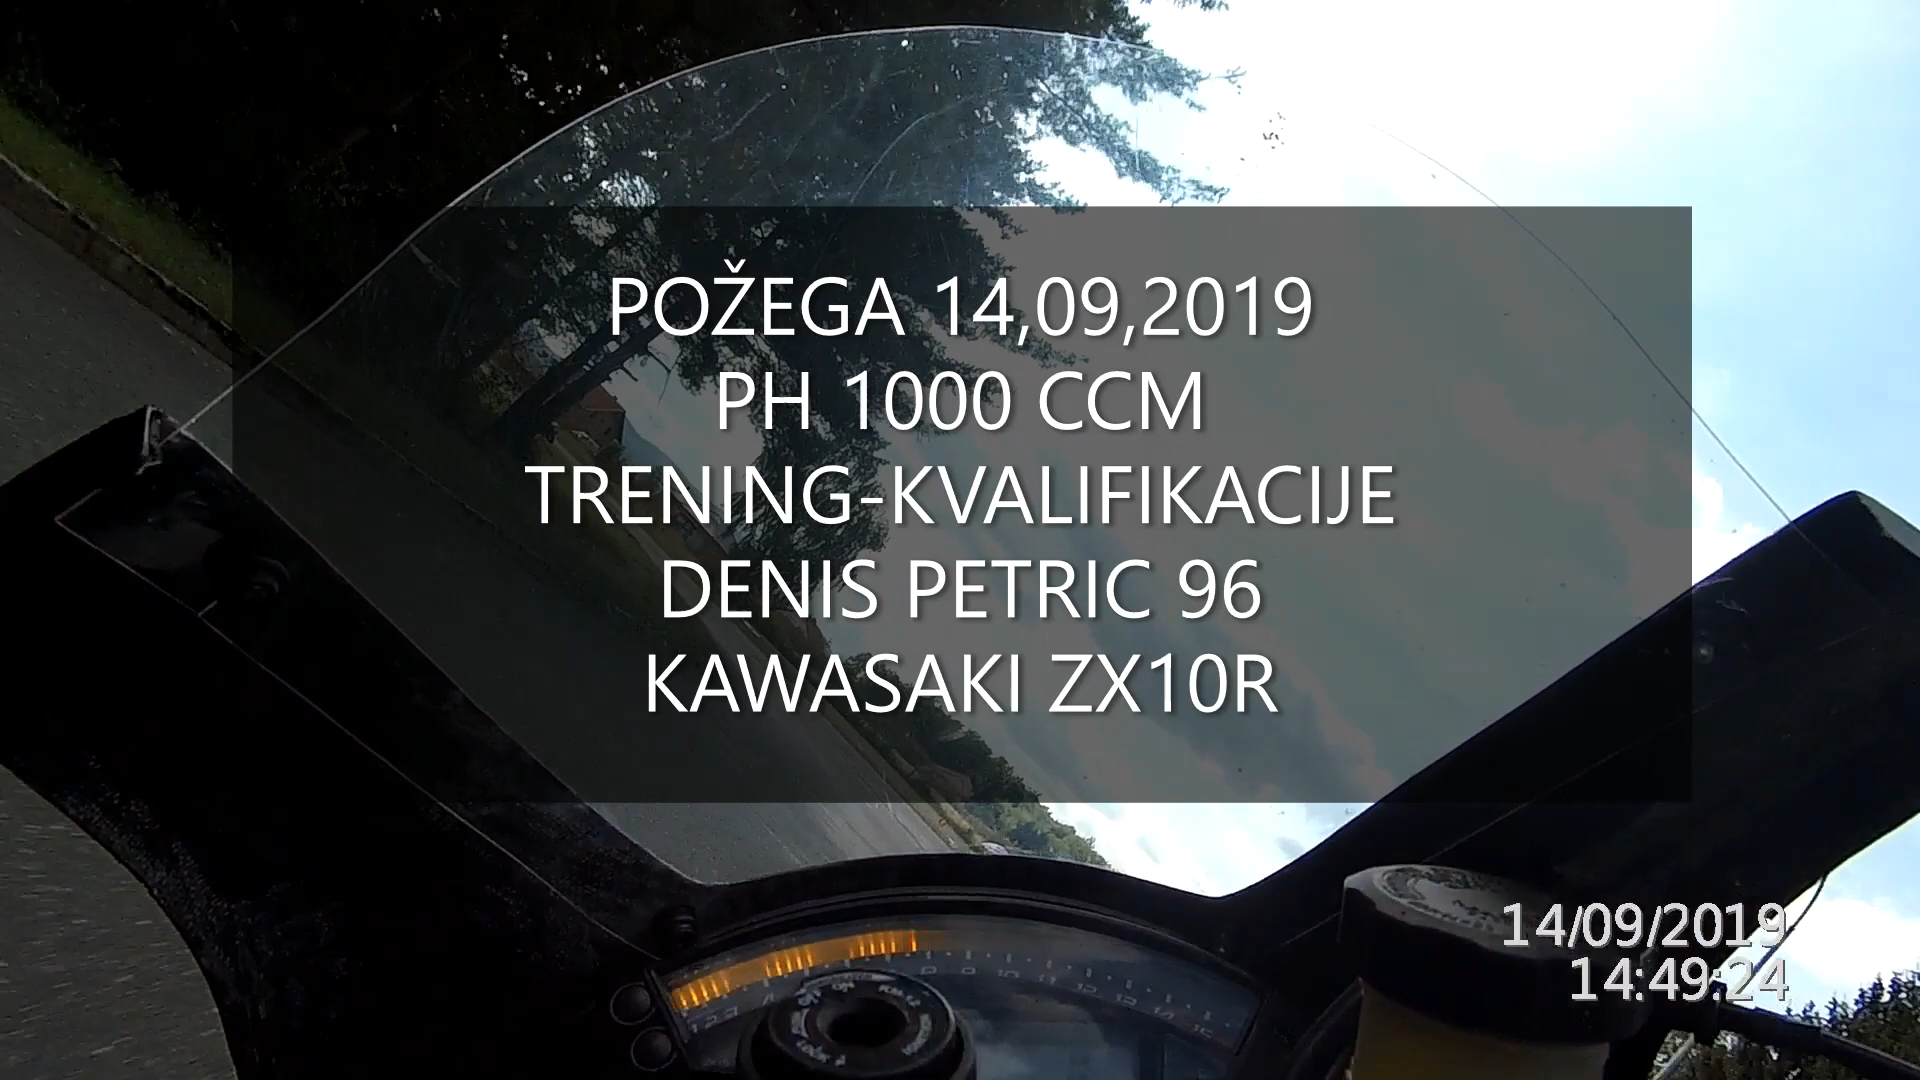 POŽEGA 14,09,2019
PH 1000 CCM
TRENING-KVALIFIKACIJE
DENIS PETRIC 96
KAWASAKI ZX10R
14/09/2019
14:49:24